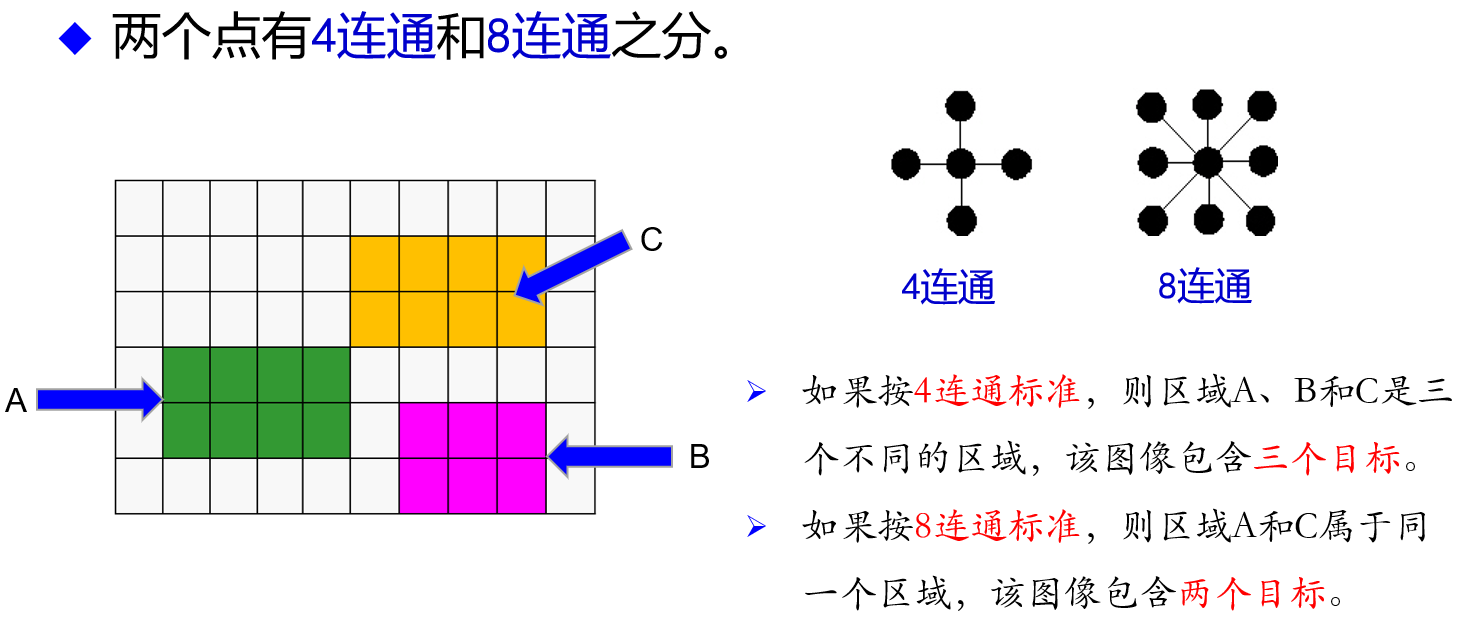 两个点有4连通和8连通之分。
C
4连通
8连通
A
如果按4连通标准，则区域A、B和C是三
B
个不同的区域，该图像包含三个目标。
如果按8连通标准，则区域A和C属于同
一个区域，该图像包含两个目标。